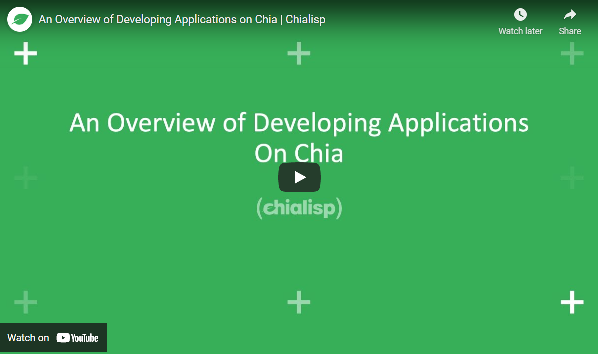 An Overview of Developing Applications on Chia | Chialisp
Watch later
Share
An Overview of Developing Applications
On Chia
(chialisp)
Watch on YouTube